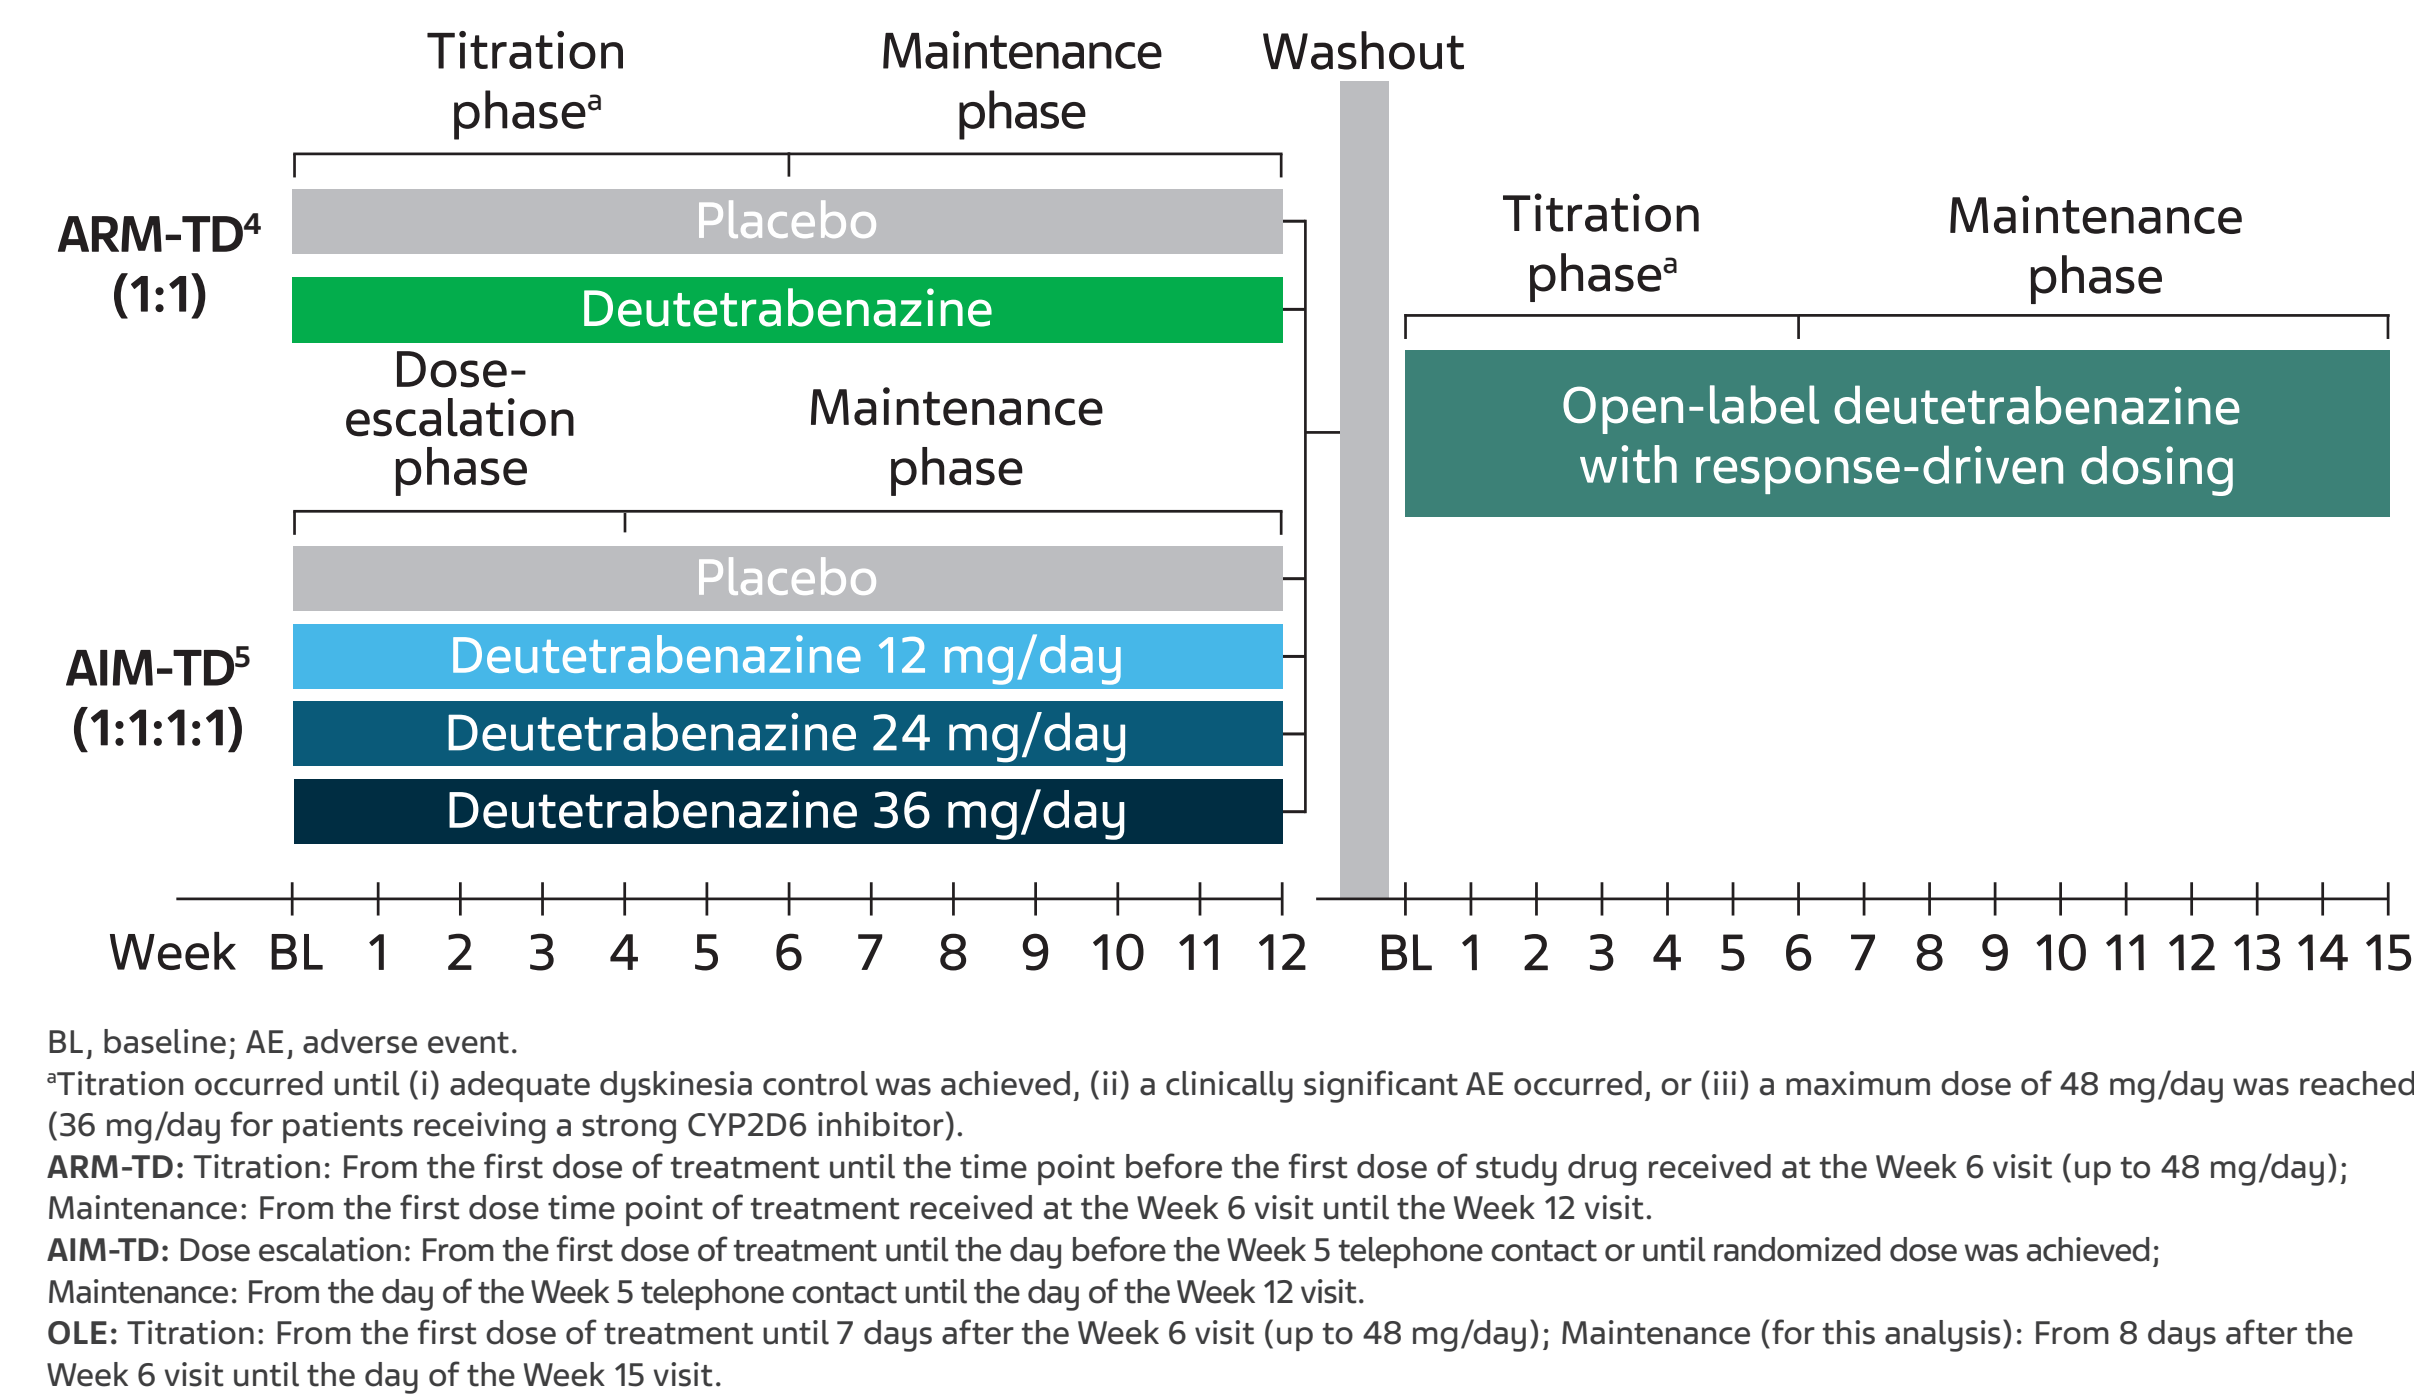 Titration
phaseᵃ
Maintenance
phase
Washout
ARM-TD⁴
(1:1)
Placebo
Deutetrabenazine
Titration
phaseᵃ
Maintenance
phase
Open-label deutetrabenazine
with response-driven dosing
Dose-
escalation
phase
Maintenance
phase
AIM-TD⁵
(1:1:1:1)
Placebo
Deutetrabenazine 12 mg/day
Deutetrabenazine 24 mg/day
Deutetrabenazine 36 mg/day
Week BL 1 2 3 4 5 6 7 8 9 10 11 12 BL 1 2 3 4 5 6 7 8 9 10 11 12 13 14 15
BL, baseline; AE, adverse event.
ᵃTitration occurred until (i) adequate dyskinesia control was achieved, (ii) a clinically significant AE occurred, or (iii) a maximum dose of 48 mg/day was reached
(36 mg/day for patients receiving a strong CYP2D6 inhibitor).
ARM-TD: Titration: From the first dose of treatment until the time point before the first dose of study drug received at the Week 6 visit (up to 48 mg/day);
Maintenance: From the first dose time point of treatment received at the Week 6 visit until the Week 12 visit.
AIM-TD: Dose escalation: From the first dose of treatment until the day before the Week 5 telephone contact or until randomized dose was achieved;
Maintenance: From the day of the Week 5 telephone contact until the day of the Week 12 visit.
OLE: Titration: From the first dose of treatment until 7 days after the Week 6 visit (up to 48 mg/day); Maintenance (for this analysis): From 8 days after the
Week 6 visit until the day of the Week 15 visit.